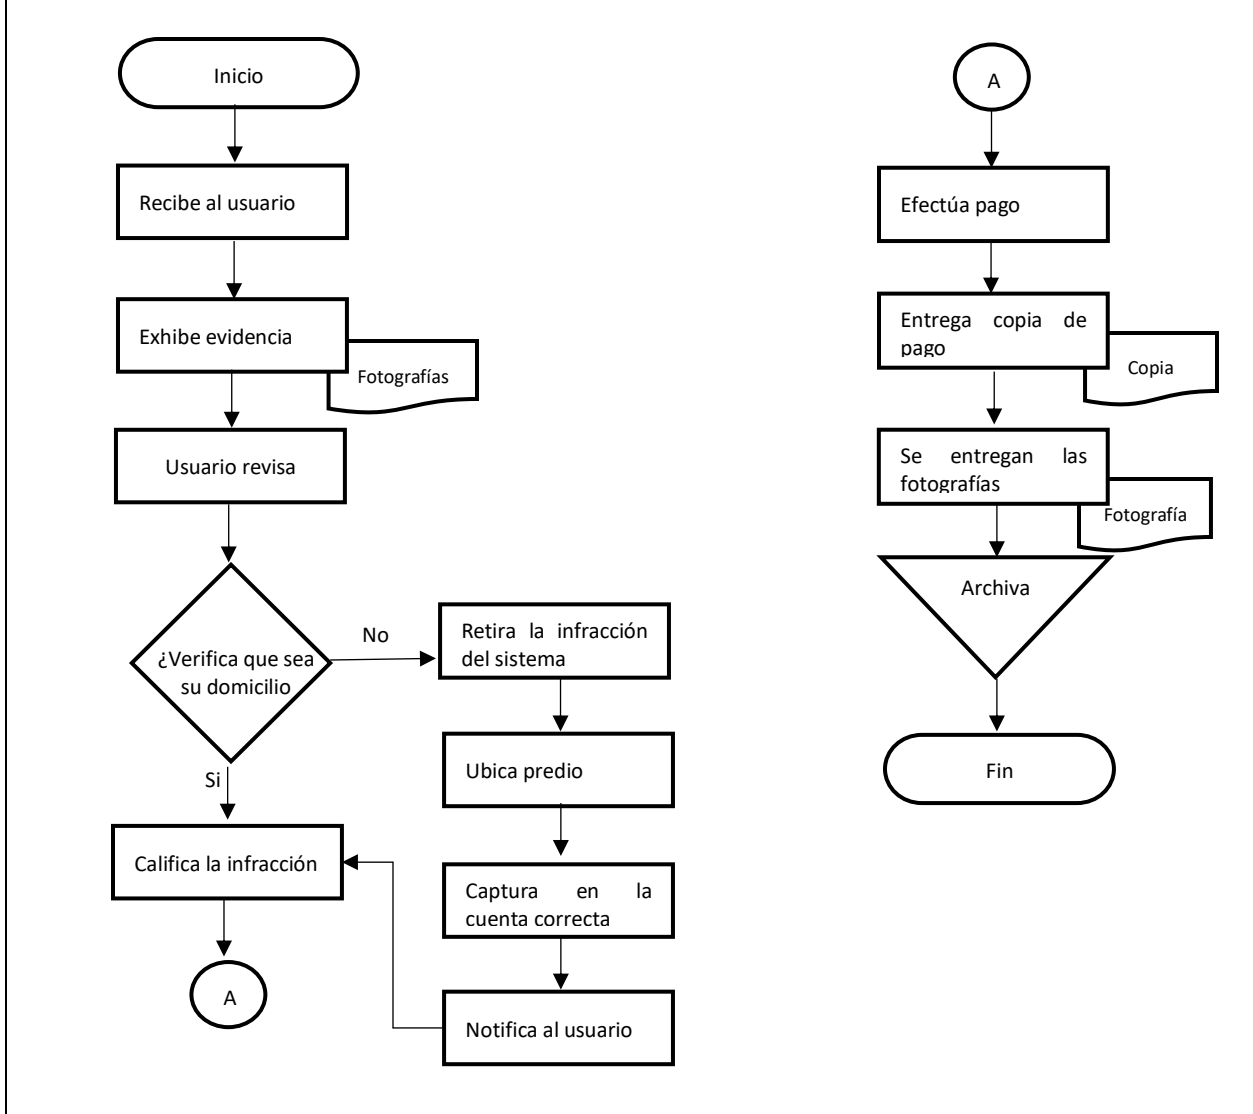 Inicio
Recibe al usuario
Exhibe evidencia
Fotografías
Usuario revisa
¿Verifica que sea
su domicilio
No
Si
Retira la infracción
del sistema
Ubica predio
Captura en la
cuenta correcta
Notifica al usuario
Califica la infracción
A
A
Efectúa pago
Entrega copia de
pago
Copia
Se entregan las
fotografías
Fotografía
Archiva
Fin